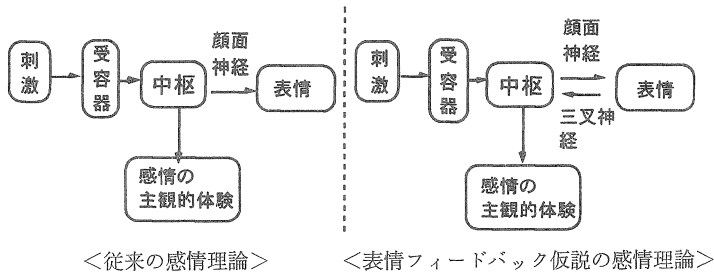 刺激
受容器
中枢
顔面
神経
表情
感情の
主観的体験
<従来の感情理論>
刺激
受容器
中枢
顔面
神経
三叉神
経
表情
感情の
主観的体験
<表情フィードバック仮説の感情理論>